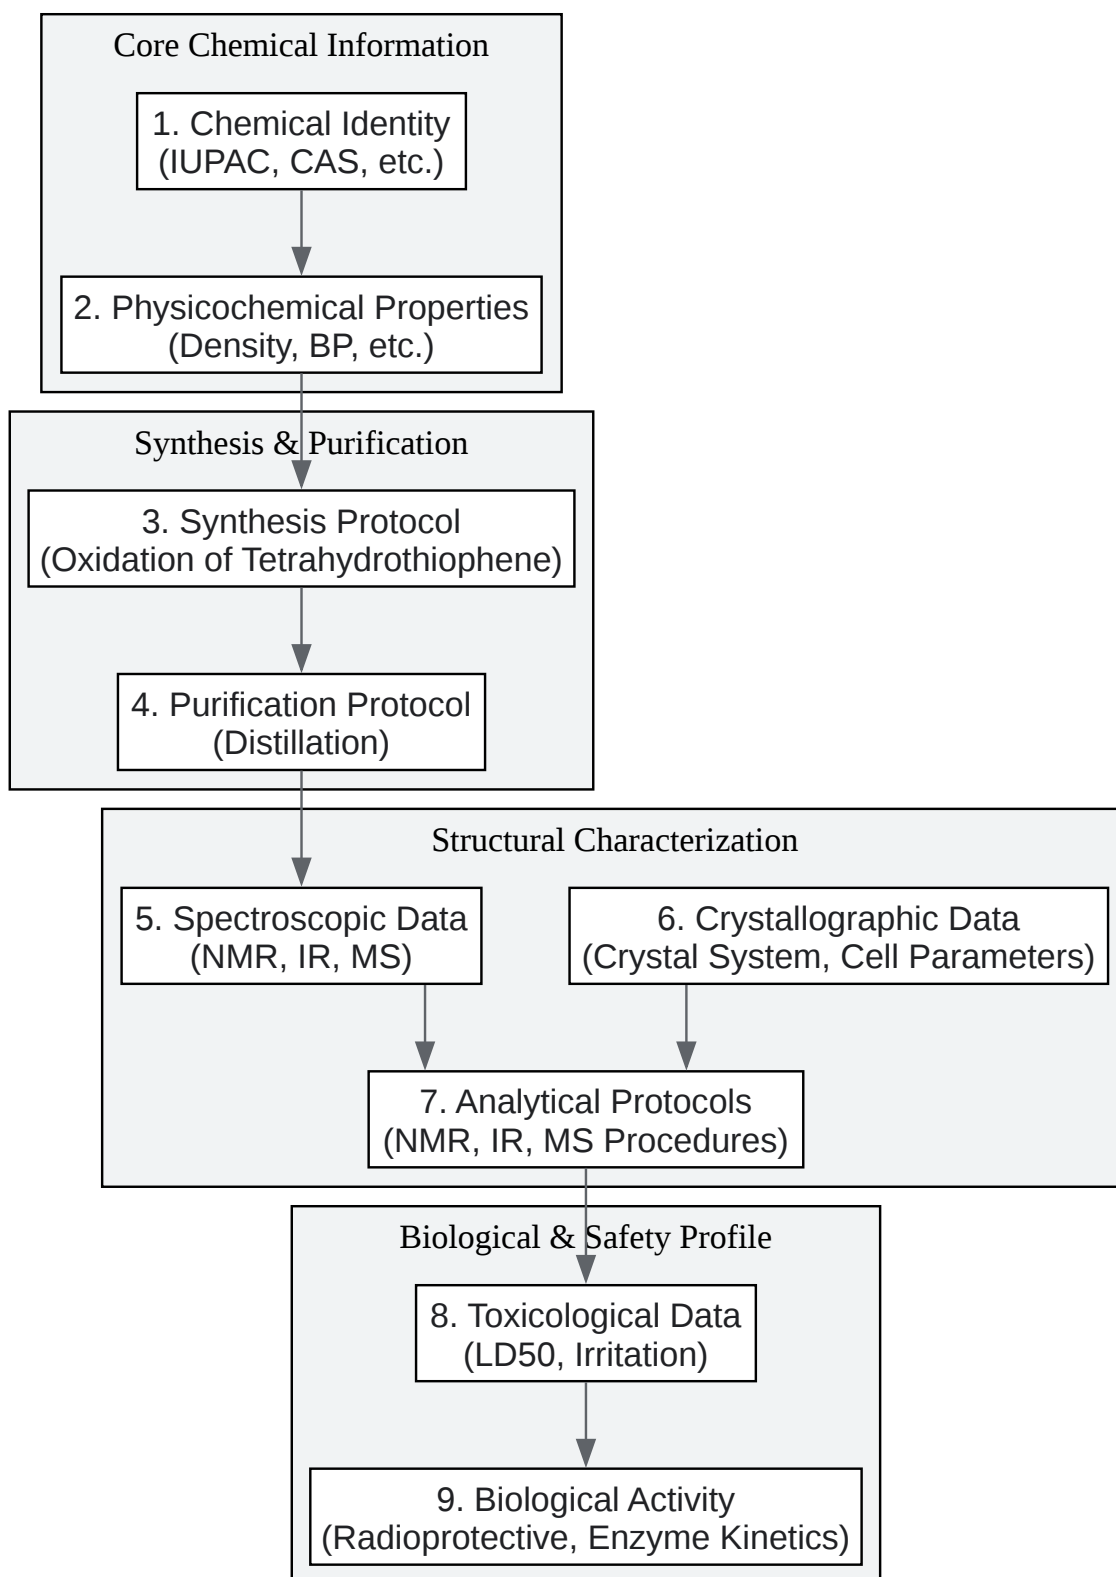 Core Chemical Information
1. Chemical Identity
(IUPAC, CAS, etc.)
2. Physicochemical Properties
(Density, BP, etc.)
Synthesis & Purification
3. Synthesis Protocol
(Oxidation of Tetrahydrothiophene)
4. Purification Protocol
(Distillation)
Structural Characterization
5. Spectroscopic Data
(NMR, IR, MS)
6. Crystallographic Data
(Crystal System, Cell Parameters)
7. Analytical Protocols
(NMR, IR, MS Procedures)
Biological & Safety Profile
8. Toxicological Data
(LD50, Irritation)
9. Biological Activity
(Radioprotective, Enzyme Kinetics)